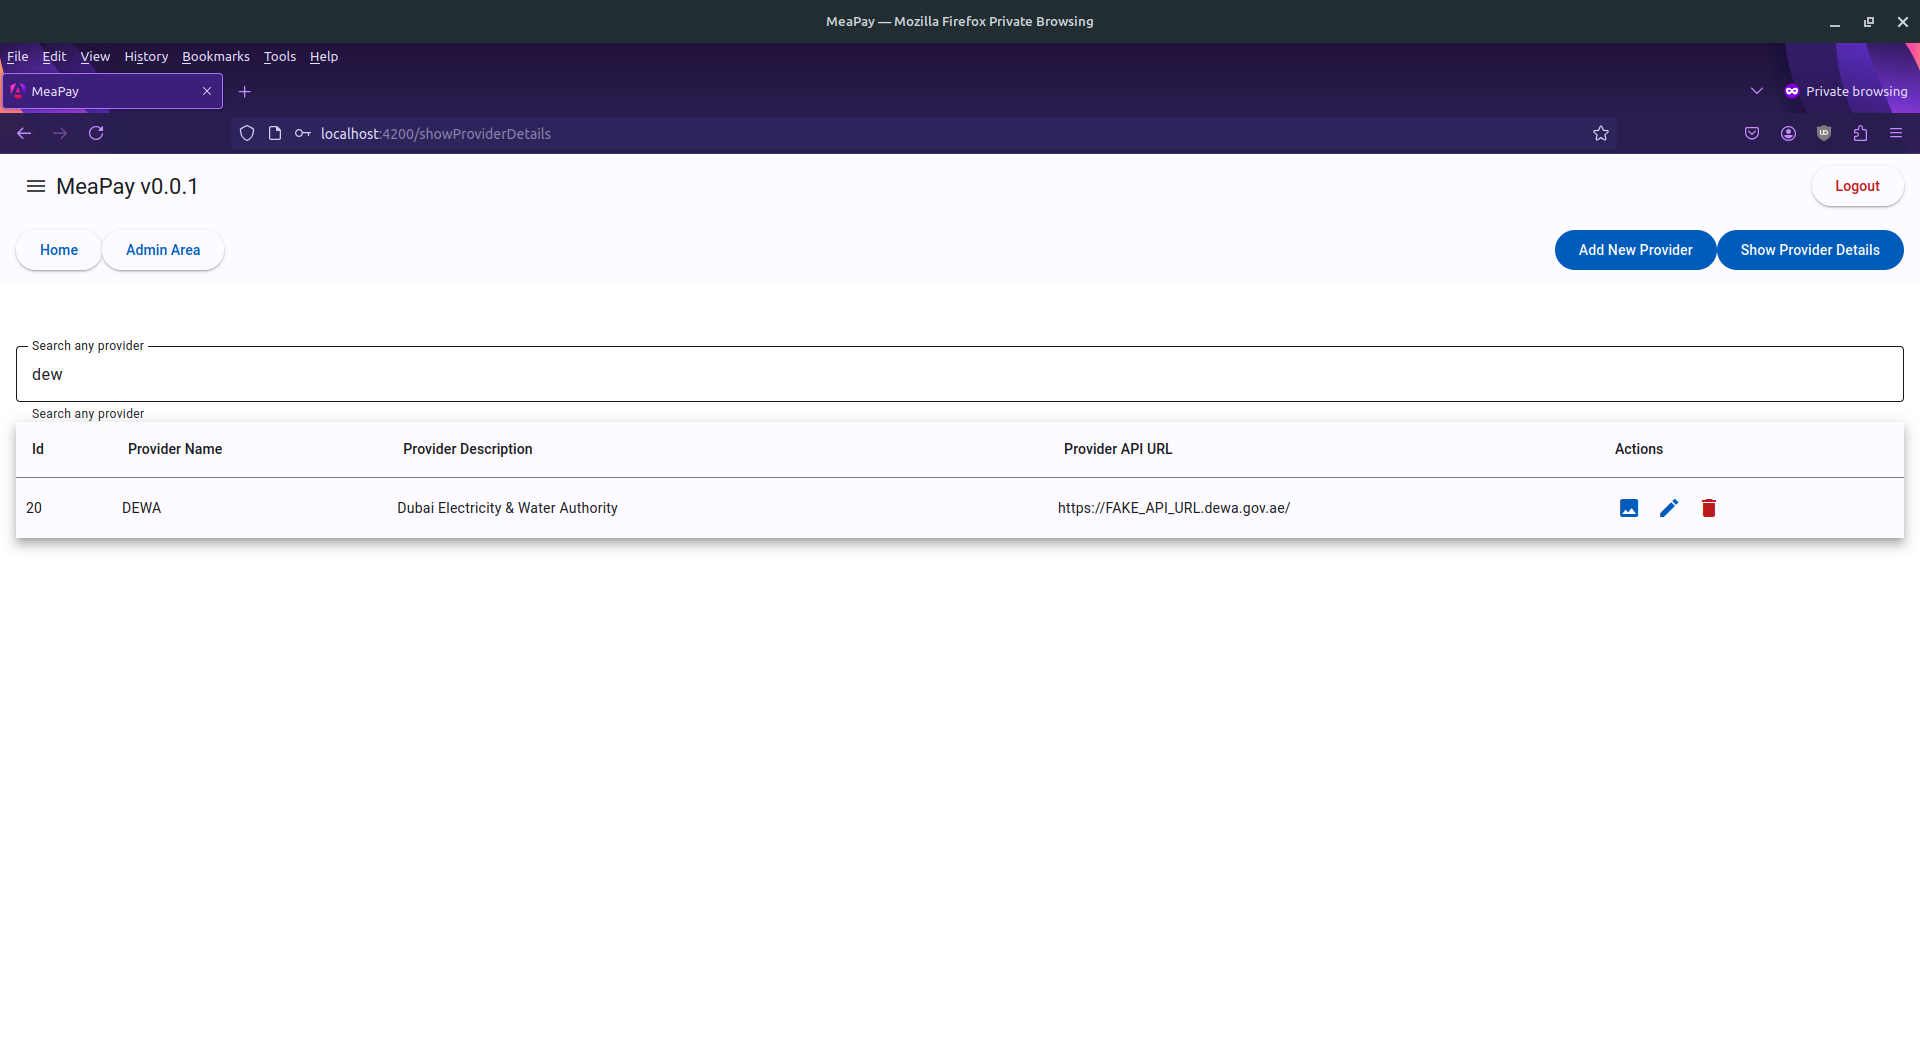 MeaPay — Mozilla Firefox Private Browsing
File Edit View History Bookmarks Tools Help
MeaPay
Private browsing
localhost:4200/showProviderDetails
MeaPay v0.0.1
Logout
Home Admin Area Add New Provider Show Provider Details
Search any provider
dew
Search any provider
Id Provider Name Provider Description Provider API URL Actions
20 DEWA Dubai Electricity & Water Authority https://FAKE_API_URL.dewa.gov.ae/